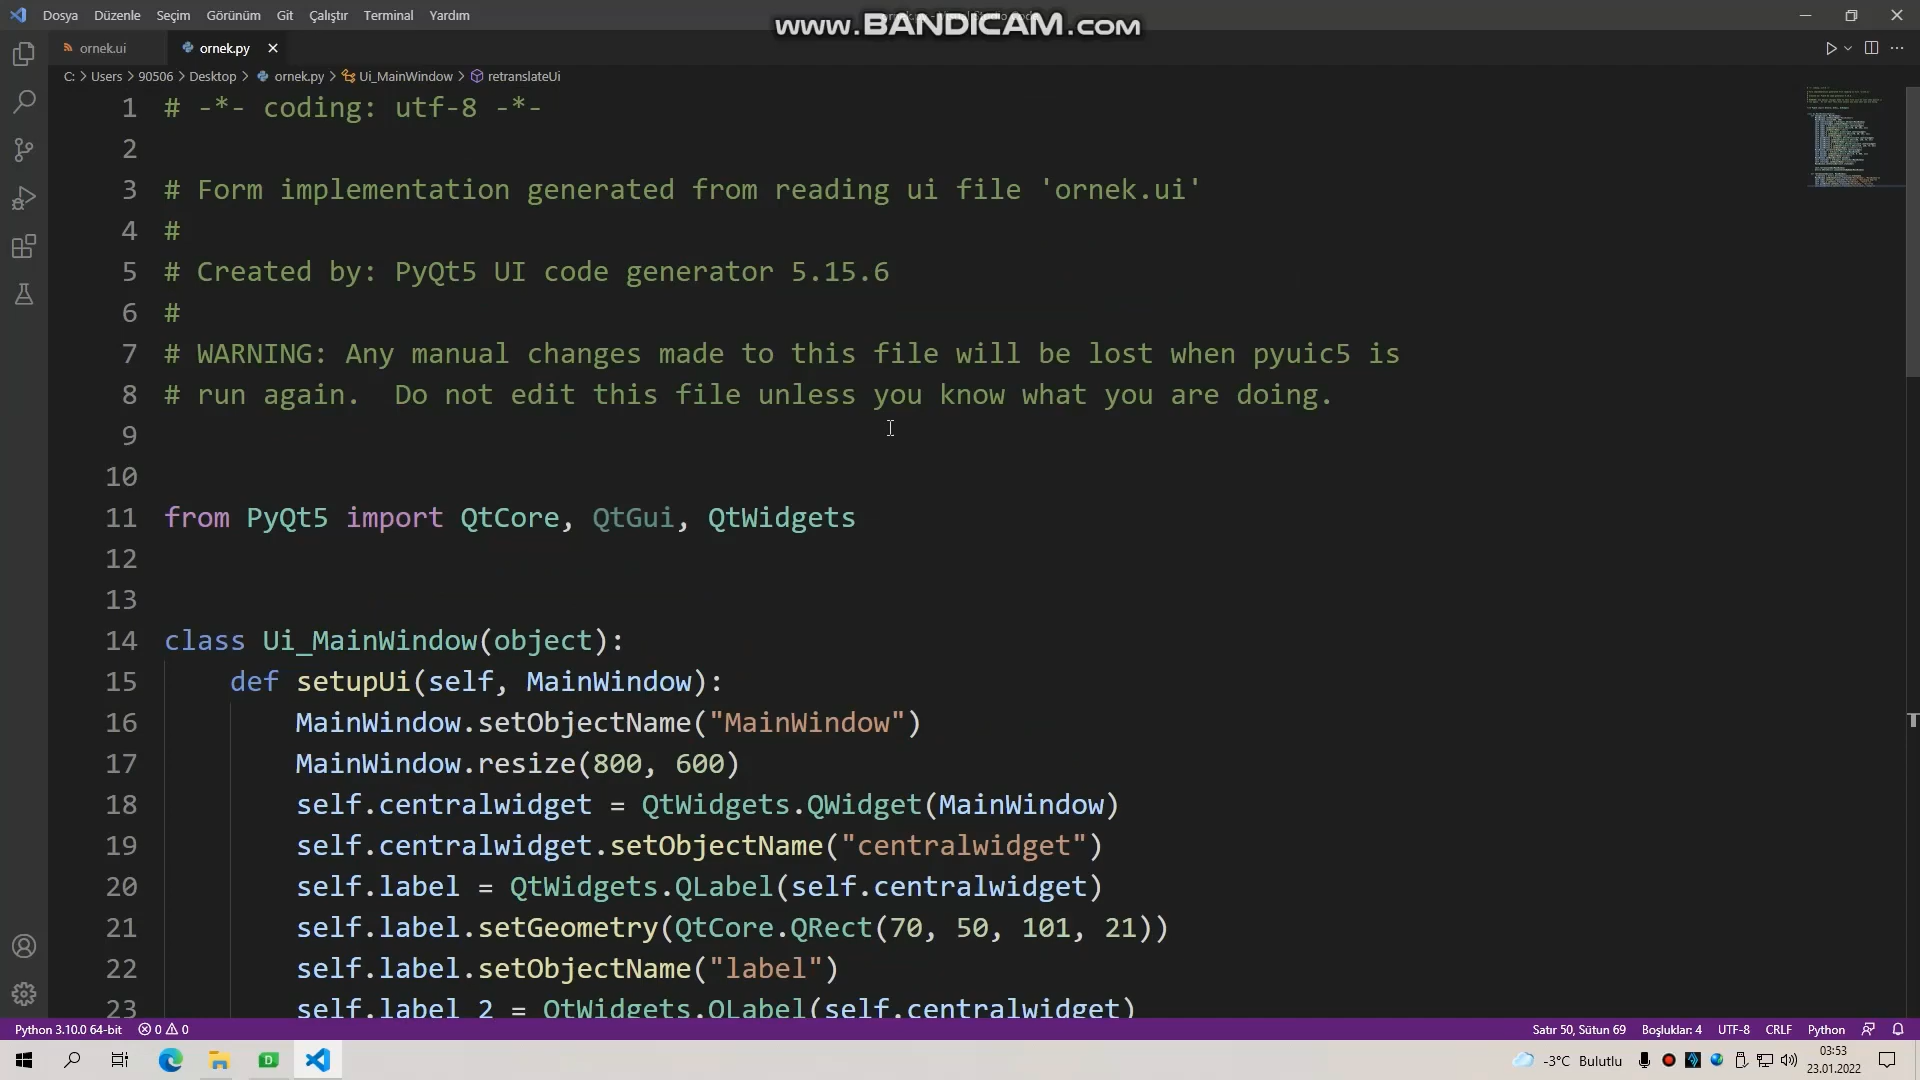 Dosya Düzenle Seçim Görünüm Git Çalıştır Terminal Yardım
www.BANDICAM.com
ornek.ui ornek.py
C: > Users > 90506 > Desktop > ornek.py > Ui_MainWindow > retranslateUi
1 # -*- coding: utf-8 -*-
2
3 # Form implementation generated from reading ui file 'ornek.ui'
4 #
5 # Created by: PyQt5 UI code generator 5.15.6
6 #
7 # WARNING: Any manual changes made to this file will be lost when pyuic5 is
8 # run again.  Do not edit this file unless you know what you are doing.
9
10
11 from PyQt5 import QtCore, QtGui, QtWidgets
12
13
14 class Ui_MainWindow(object):
15     def setupUi(self, MainWindow):
16         MainWindow.setObjectName("MainWindow")
17         MainWindow.resize(800, 600)
18         self.centralwidget = QtWidgets.QWidget(MainWindow)
19         self.centralwidget.setObjectName("centralwidget")
20         self.label = QtWidgets.QLabel(self.centralwidget)
21         self.label.setGeometry(QtCore.QRect(70, 50, 101, 21))
22         self.label.setObjectName("label")
23         self.label_2 = QtWidgets.QLabel(self.centralwidget)
Python 3.10.0 64-bit 0 0 Satır 50, Sütun 69 Boşluklar: 4 UTF-8 CRLF Python
-3°C Bulutlu 03:53
23.01.2022